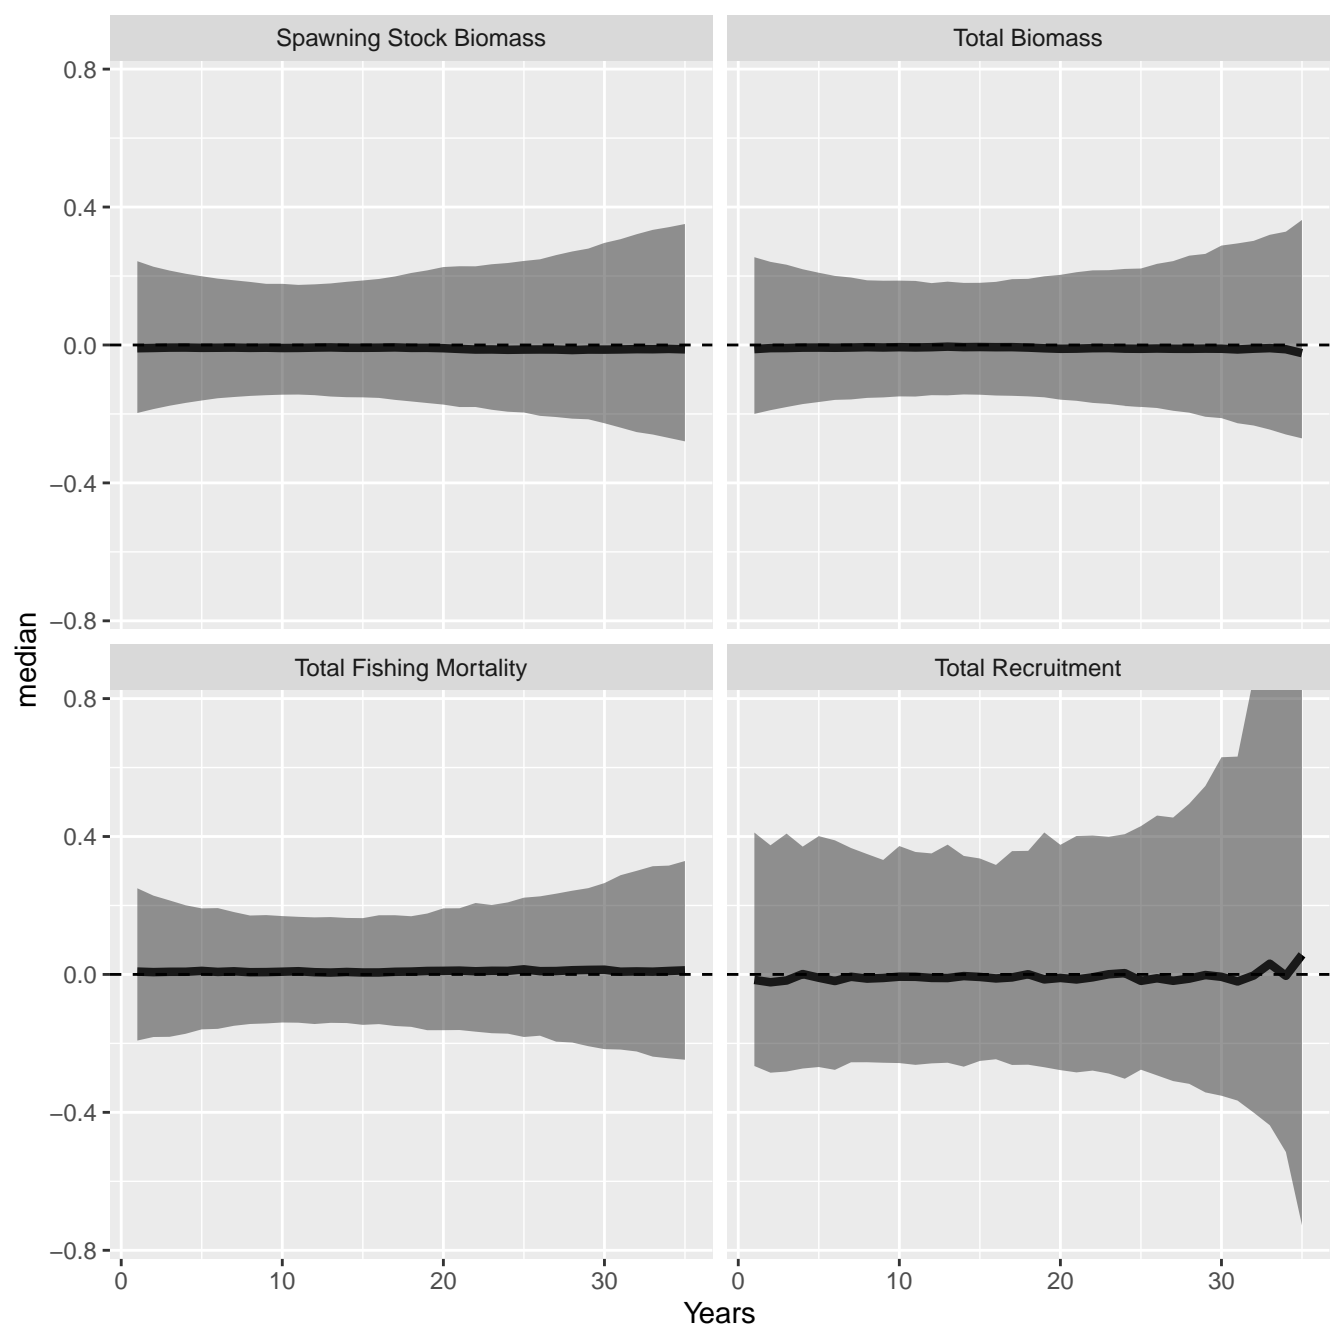 Spawning Stock Biomass
Total Biomass
0.8
0.4
0.0
−0.4
−0.8
median
Total Fishing Mortality
Total Recruitment
0.8
0.4
0.0
−0.4
−0.8
0 10 20 30
0 10 20 30
Years